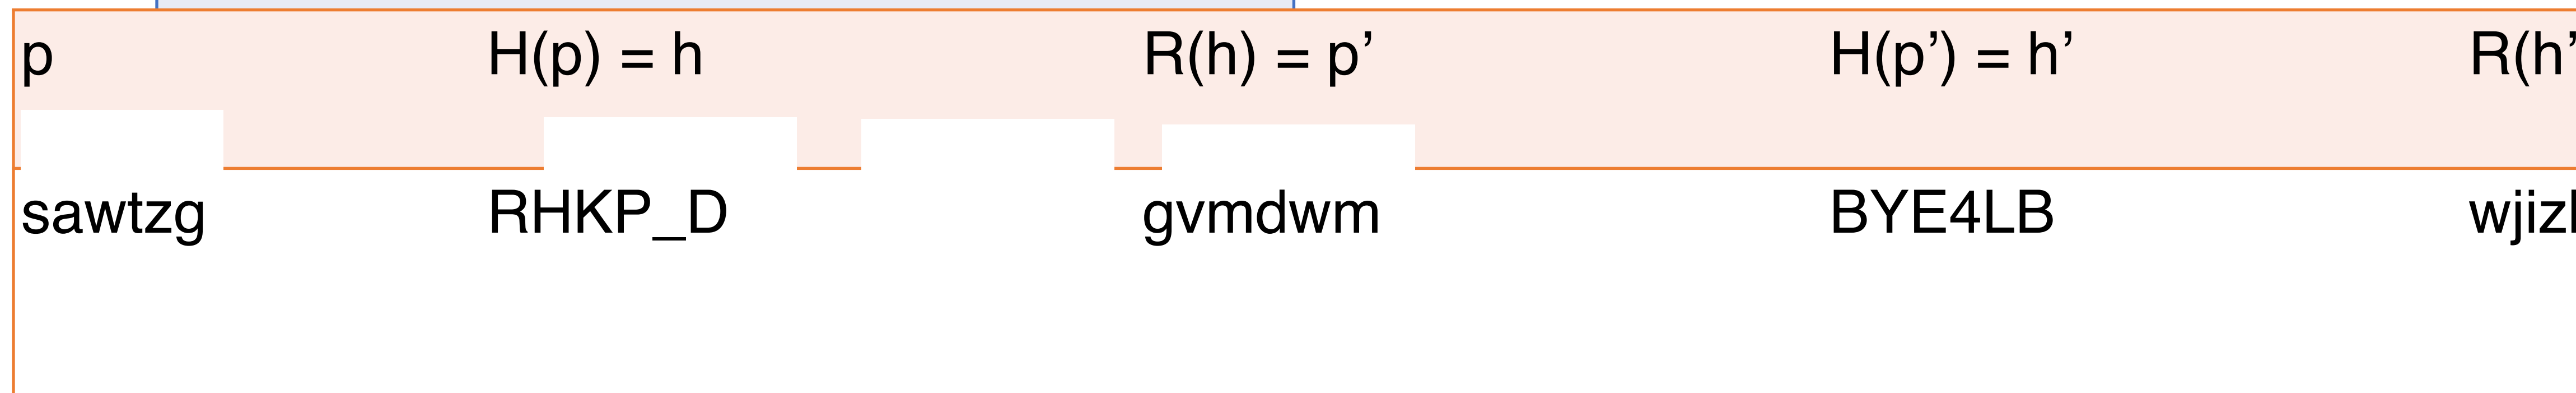 p H(p) = h R(h) = p’ H(p’) = h’ R(h’
sawtzg RHKP_D gvmdwm BYE4LB